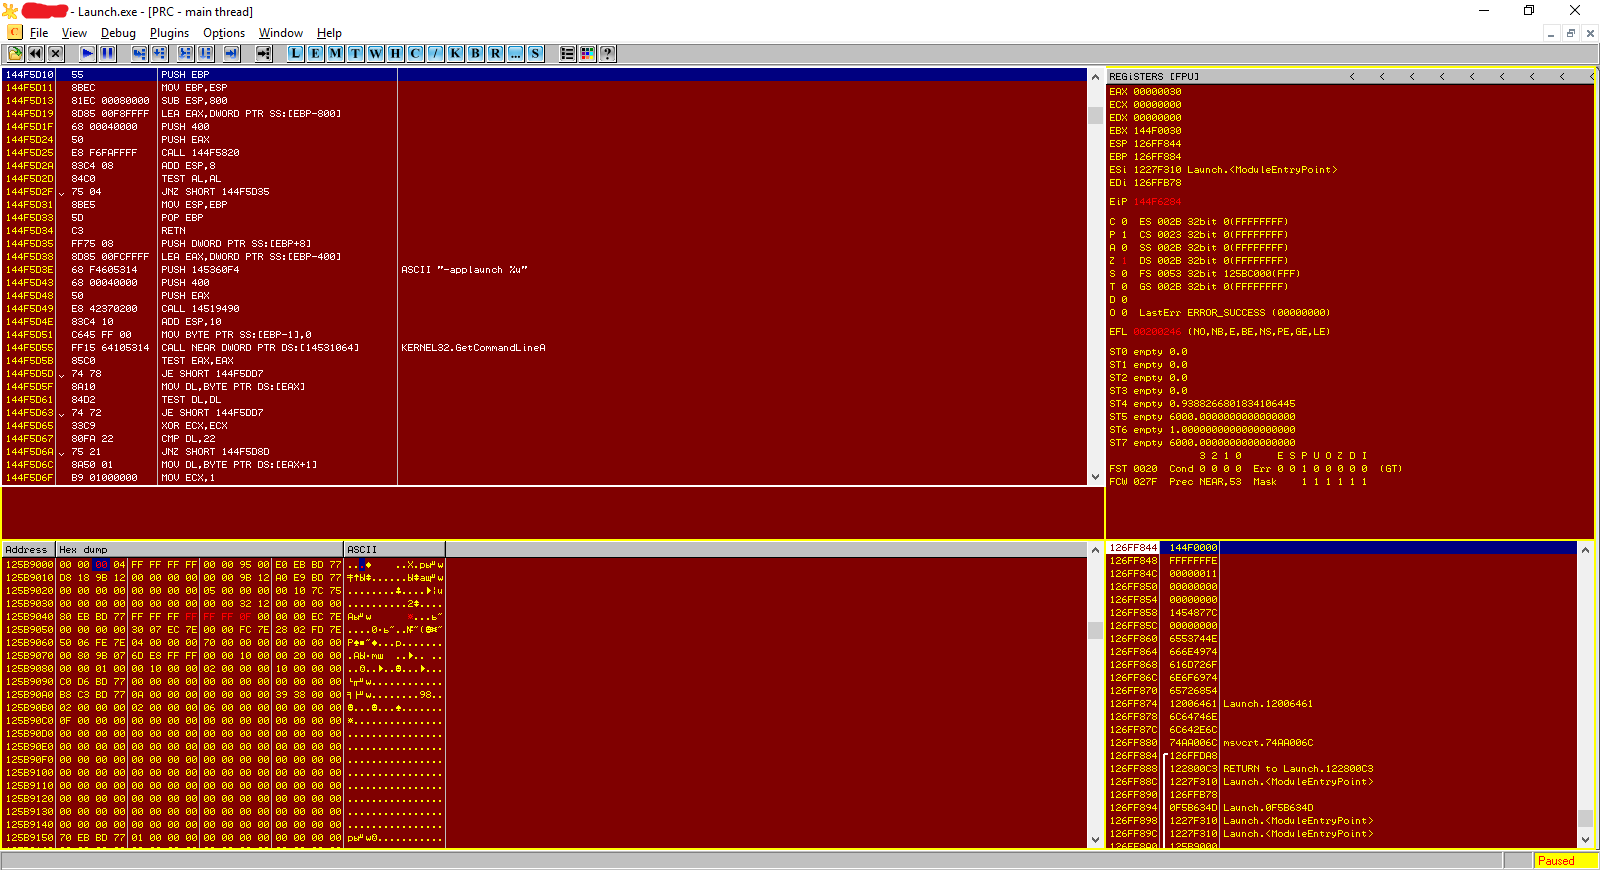 - Launch.exe - [PRC - main thread]
C File View Debug Plugins Options Window Help
L E M T W H C / K B R ... S ?
144F5D10 55 PUSH EBP
144F5D11 8BEC MOV EBP,ESP
144F5D13 81EC 00080000 SUB ESP,800
144F5D19 8D85 00F8FFFF LEA EAX,DWORD PTR SS:[EBP-800]
144F5D1F 68 00040000 PUSH 400
144F5D24 50 PUSH EAX
144F5D25 E8 F6FAFFFF CALL 144F5820
144F5D2A 83C4 08 ADD ESP,8
144F5D2D 84C0 TEST AL,AL
144F5D2F 75 04 JNZ SHORT 144F5D35
144F5D31 8BE5 MOV ESP,EBP
144F5D33 5D POP EBP
144F5D34 C3 RETN
144F5D35 FF75 08 PUSH DWORD PTR SS:[EBP+8]
144F5D38 8D85 00FCFFFF LEA EAX,DWORD PTR SS:[EBP-400]
144F5D3E 68 F4605314 PUSH 145360F4 ASCII "-applaunch %u"
144F5D43 68 00040000 PUSH 400
144F5D48 50 PUSH EAX
144F5D49 E8 42370200 CALL 14519490
144F5D4E 83C4 10 ADD ESP,10
144F5D51 C645 FF 00 MOV BYTE PTR SS:[EBP-1],0
144F5D55 FF15 64105314 CALL NEAR DWORD PTR DS:[14531064] KERNEL32.GetCommandLineA
144F5D5B 85C0 TEST EAX,EAX
144F5D5D 74 78 JE SHORT 144F5DD7
144F5D5F 8A10 MOV DL,BYTE PTR DS:[EAX]
144F5D61 84D2 TEST DL,DL
144F5D63 74 72 JE SHORT 144F5DD7
144F5D65 33C9 XOR ECX,ECX
144F5D67 80FA 22 CMP DL,22
144F5D6A 75 21 JNZ SHORT 144F5D8D
144F5D6C 8A50 01 MOV DL,BYTE PTR DS:[EAX+1]
144F5D6F B9 01000000 MOV ECX,1
REGiSTERS [FPU] < < < < < < < < <
EAX 00000030
ECX 00000000
EDX 00000000
EBX 144F0030
ESP 126FF844
EBP 126FF884
ESi 1227F310 Launch.<ModuleEntryPoint>
EDi 126FFB78
EiP 144F6284
C 0 ES 002B 32bit 0(FFFFFFFF)
P 1 CS 0023 32bit 0(FFFFFFFF)
A 0 SS 002B 32bit 0(FFFFFFFF)
Z 1 DS 002B 32bit 0(FFFFFFFF)
S 0 FS 0053 32bit 125BC000(FFF)
T 0 GS 002B 32bit 0(FFFFFFFF)
D 0
O 0 LastErr ERROR_SUCCESS (00000000)
EFL 00200246 (NO,NB,E,BE,NS,PE,GE,LE)
ST0 empty 0.0
ST1 empty 0.0
ST2 empty 0.0
ST3 empty 0.0
ST4 empty 0.9388266801834106445
ST5 empty 6000.0000000000000000
ST6 empty 1.0000000000000000000
ST7 empty 6000.0000000000000000
3 2 1 0 E S P U O Z D I
FST 0020 Cond 0 0 0 0 Err 0 0 1 0 0 0 0 0 (GT)
FCW 027F Prec NEAR,53 Mask 1 1 1 1 1 1
Address Hex dump ASCII
125B9000 00 00 00 04 FF FF FF FF 00 00 95 00 E0 EB BD 77
125B9010 D8 18 9B 12 00 00 00 00 00 00 9B 12 A0 E9 BD 77
125B9020 00 00 00 00 00 00 00 00 05 00 00 00 00 10 7C 75
125B9030 00 00 00 00 00 00 00 00 00 00 32 12 00 00 00 00
125B9040 80 EB BD 77 FF FF FF FF FF FF 0F 00 00 00 EC 7E
125B9050 00 00 00 00 30 07 EC 7E 00 00 FC 7E 28 02 FD 7E
125B9060 50 06 FE 7E 04 00 00 00 70 00 00 00 00 00 00 00
125B9070 00 80 9B 07 6D E8 FF FF 00 00 10 00 00 20 00 00
125B9080 00 00 01 00 00 10 00 00 02 00 00 00 10 00 00 00
125B9090 C0 D6 BD 77 00 00 00 00 00 00 00 00 00 00 00 00
125B90A0 B8 C3 BD 77 0A 00 00 00 00 00 00 00 39 38 00 00
125B90B0 02 00 00 00 02 00 00 00 06 00 00 00 00 00 00 00
125B90C0 0F 00 00 00 00 00 00 00 00 00 00 00 00 00 00 00
125B90D0 00 00 00 00 00 00 00 00 00 00 00 00 00 00 00 00
125B90E0 00 00 00 00 00 00 00 00 00 00 00 00 00 00 00 00
125B90F0 00 00 00 00 00 00 00 00 00 00 00 00 00 00 00 00
125B9100 00 00 00 00 00 00 00 00 00 00 00 00 00 00 00 00
125B9110 00 00 00 00 00 00 00 00 00 00 00 00 00 00 00 00
125B9120 00 00 00 00 00 00 00 00 00 00 00 00 00 00 00 00
125B9130 00 00 00 00 00 00 00 00 00 00 00 00 00 00 00 00
125B9140 00 00 00 00 00 00 00 00 00 00 00 00 00 00 00 00
125B9150 70 EB BD 77 01 00 00 00 00 00 00 00 00 00 00 00
126FF844 144F0000
126FF848 FFFFFFFE
126FF84C 00000011
126FF850 00000000
126FF854 00000000
126FF858 1454877C
126FF85C 00000000
126FF860 6553744E
126FF864 666E4974
126FF868 616D726F
126FF86C 6E6F6974
126FF870 65726854
126FF874 12006461 Launch.12006461
126FF878 6C64746E
126FF87C 6C642E6C
126FF880 74AA006C msvcrt.74AA006C
126FF884 126FFDA8
126FF888 122800C3 RETURN to Launch.122800C3
126FF88C 1227F310 Launch.<ModuleEntryPoint>
126FF890 126FFB78
126FF894 0F5B634D Launch.0F5B634D
126FF898 1227F310 Launch.<ModuleEntryPoint>
126FF89C 1227F310 Launch.<ModuleEntryPoint>
126FF8A0 125B9000
Paused